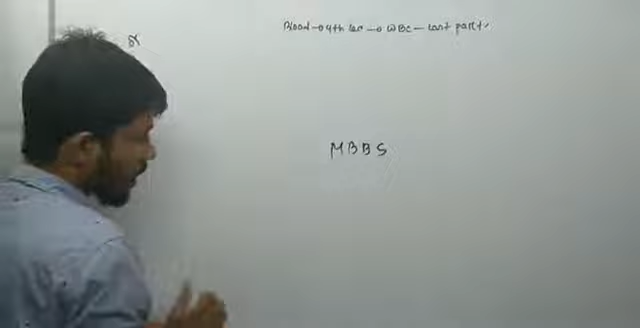 Blood → 4th lec → WBC - last part.
MBBS